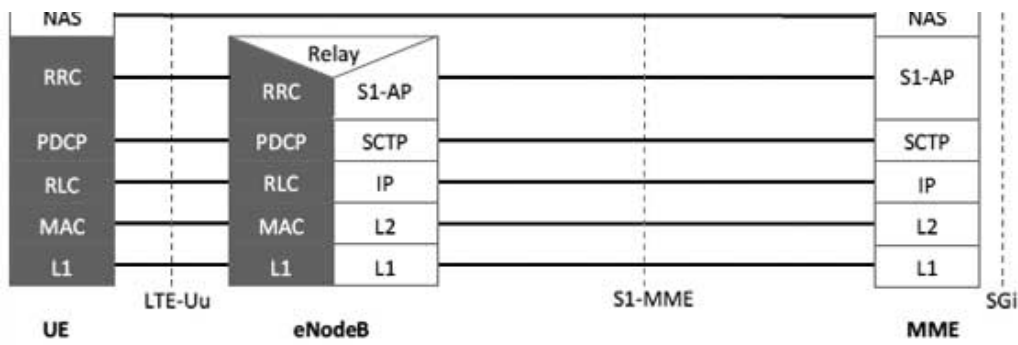 NAS NAS
Relay
RRC RRC S1-AP S1-AP
PDCP PDCP SCTP SCTP
RLC RLC IP IP
MAC MAC L2 L2
L1 L1 L1 L1
LTE-Uu S1-MME SGi
UE eNodeB MME